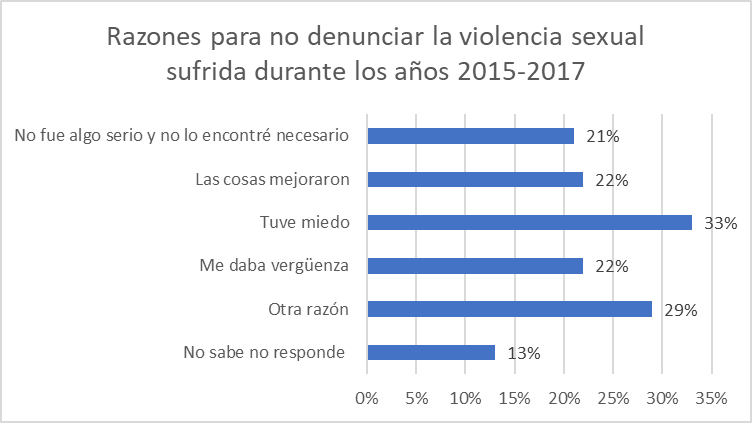 Razones para no denunciar la violencia sexual
sufrida durante los años 2015-2017
No fue algo serio y no lo encontré necesario 21%
Las cosas mejoraron 22%
Tuve miedo 33%
Me daba vergüenza 22%
Otra razón 29%
No sabe no responde 13%
0% 5% 10% 15% 20% 25% 30% 35%